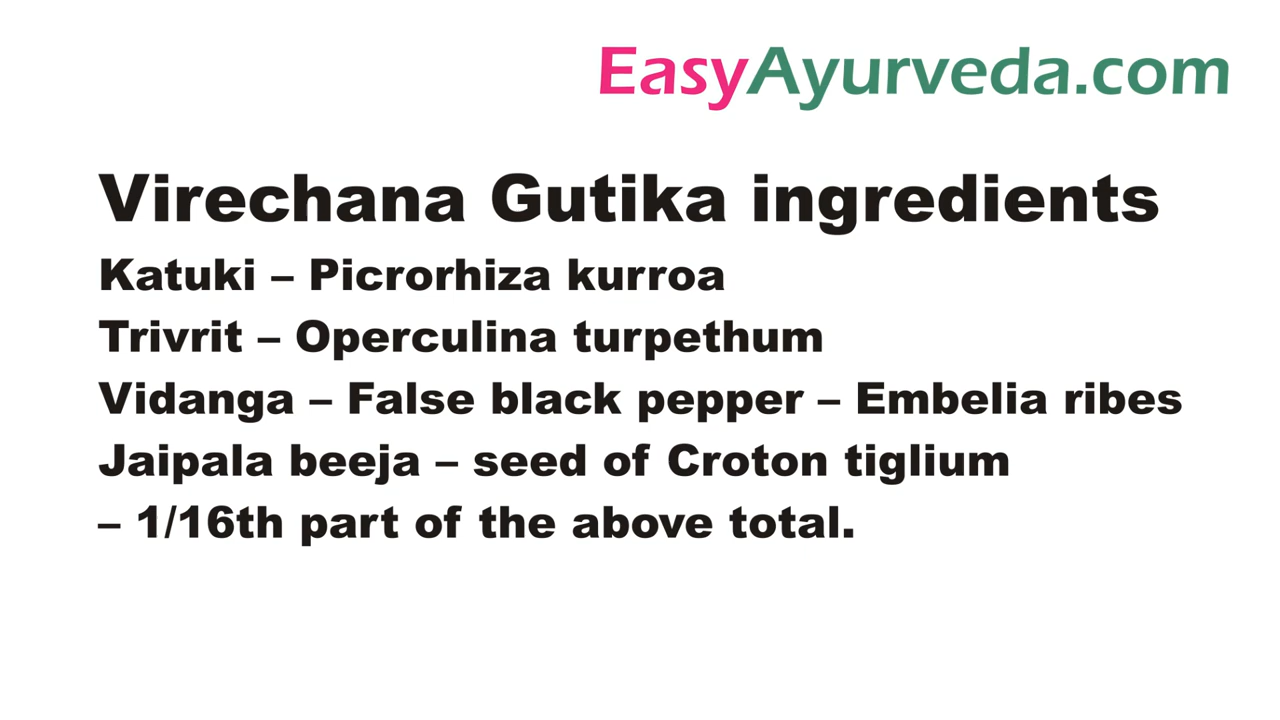 EasyAyurveda.com
Virechana Gutika ingredients
Katuki – Picrorhiza kurroa
Trivrit – Operculina turpethum
Vidanga – False black pepper – Embelia ribes
Jaipala beeja – seed of Croton tiglium
– 1/16th part of the above total.